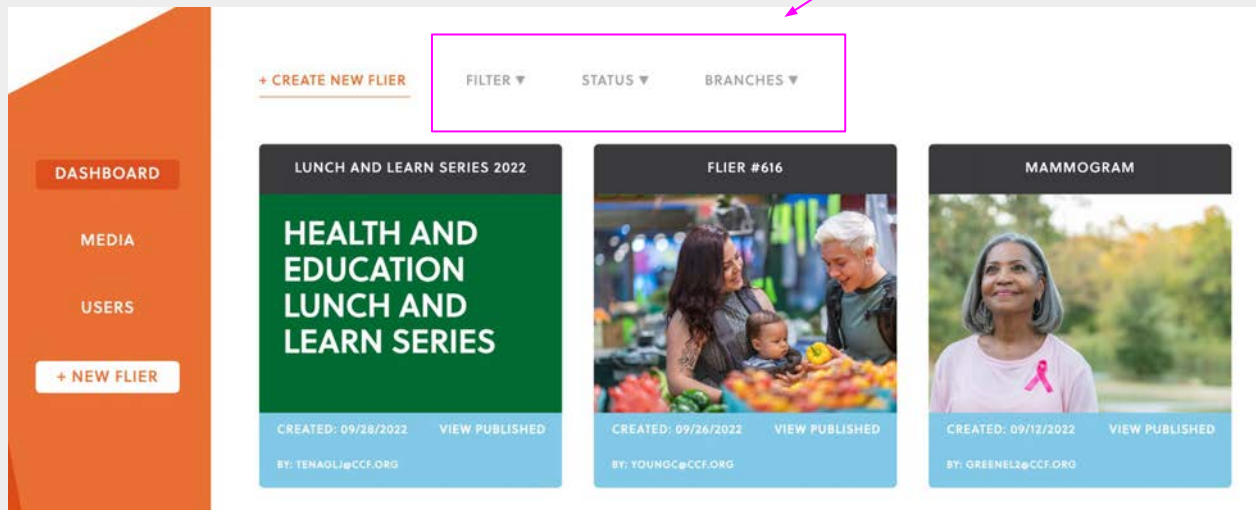 DASHBOARD
MEDIA
USERS
+ NEW FLIER
+ CREATE NEW FLIER
FILTER ▼
STATUS ▼
BRANCHES ▼
LUNCH AND LEARN SERIES 2022
HEALTH AND
EDUCATION
LUNCH AND
LEARN SERIES
CREATED: 09/28/2022
VIEW PUBLISHED
BY: TENAGLJ@CCF.ORG
FLIER #616
CREATED: 09/26/2022
VIEW PUBLISHED
BY: YOUNGC@CCF.ORG
MAMMOGRAM
CREATED: 09/12/2022
VIEW PUBLISHED
BY: GREENEL2@CCF.ORG